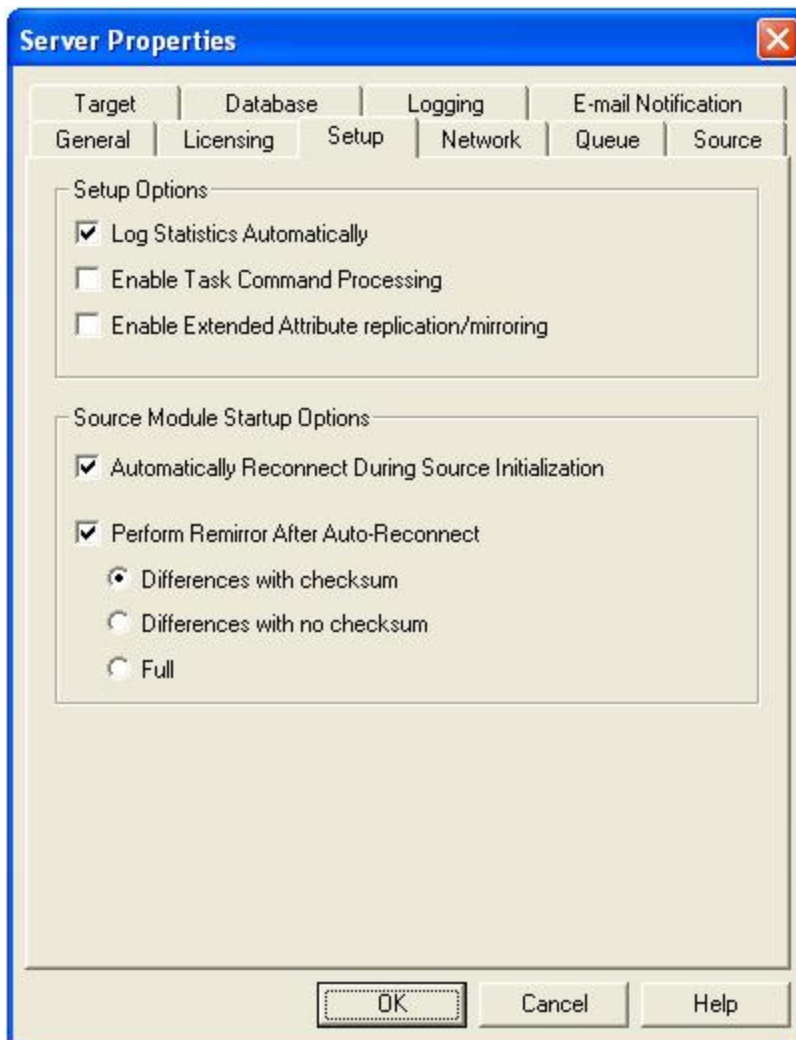 Server Properties
Target Database Logging E-mail Notification
General Licensing Setup Network Queue Source
Setup Options
Log Statistics Automatically
Enable Task Command Processing
Enable Extended Attribute replication/mirroring
Source Module Startup Options
Automatically Reconnect During Source Initialization
Perform Remirror After Auto-Reconnect
Differences with checksum
Differences with no checksum
Full
OK Cancel Help